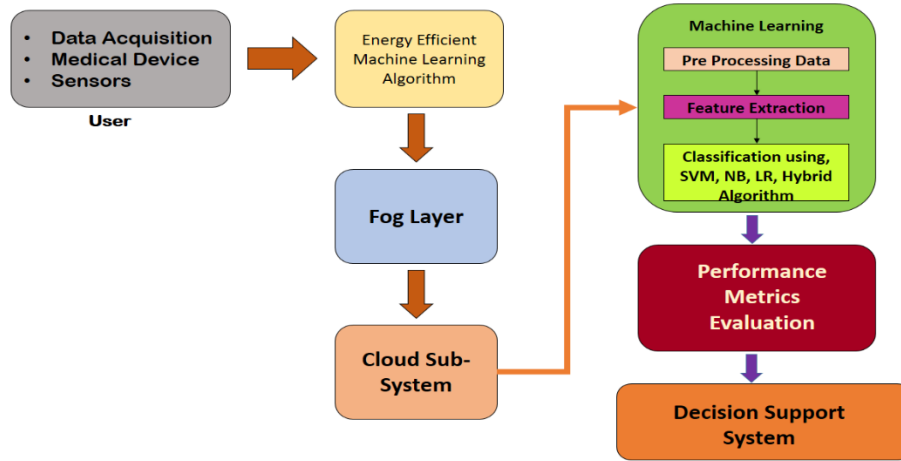 • Data Acquisition
• Medical Device
• Sensors
User
Energy Efficient
Machine Learning
Algorithm
Fog Layer
Cloud Sub-
System
Machine Learning
Pre Processing Data
Feature Extraction
Classification using,
SVM, NB, LR, Hybrid
Algorithm
Performance
Metrics
Evaluation
Decision Support
System